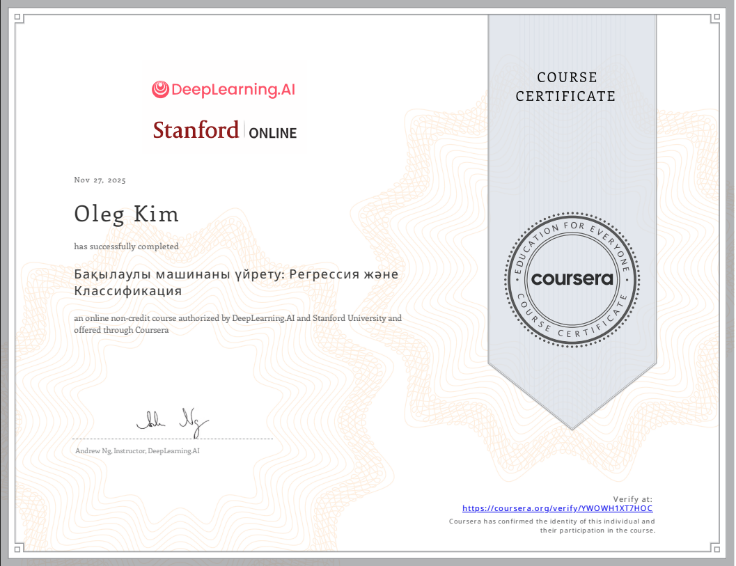 DeepLearning.AI
Stanford ONLINE
COURSE
CERTIFICATE
Nov 27, 2025
Oleg Kim
has successfully completed
Бақылаулы машинаны үйрету: Регрессия және
Классификация
an online non-credit course authorized by DeepLearning.AI and Stanford University and
offered through Coursera
EDUCATION FOR EVERYONE
coursera
COURSE CERTIFICATE
Andrew Ng, Instructor, DeepLearning.AI
Verify at:
https://coursera.org/verify/YWOWH1XT7HOC
Coursera has confirmed the identity of this individual and
their participation in the course.